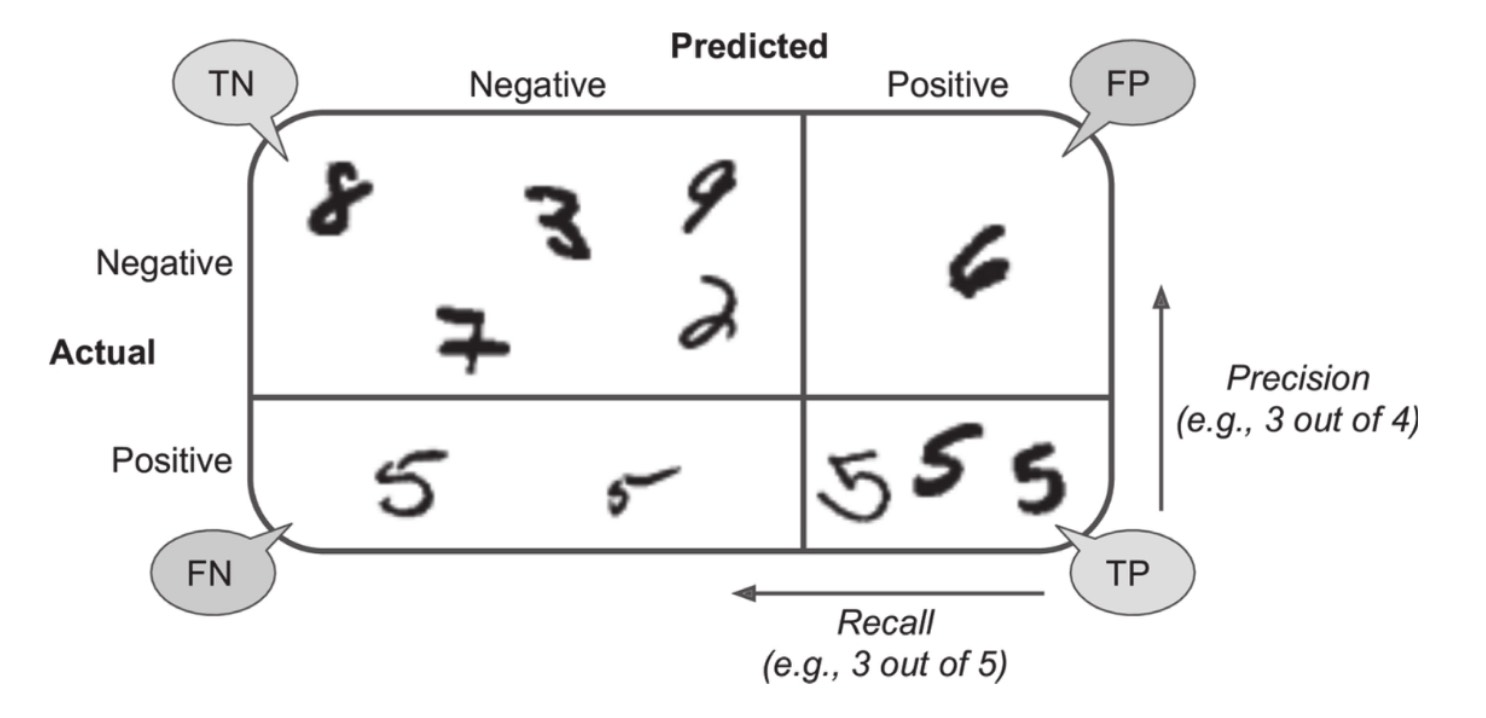 Predicted
TN
Negative
Positive
FP
8
3
9
6
Negative
7
2
Actual
Precision
(e.g., 3 out of 4)
Positive
5
5
5
5
5
FN
TP
Recall
(e.g., 3 out of 5)